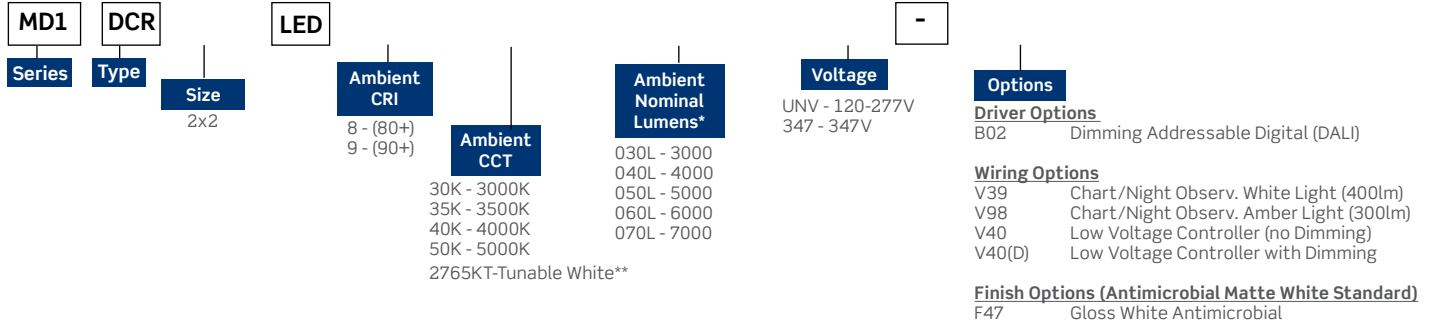 MD1 DCR LED -
Series
Type
Size
2x2
Ambient
CRI
8 - (80+)
9 - (90+)
Ambient
CCT
30K - 3000K
35K - 3500K
40K - 4000K
50K - 5000K
2765KT-Tunable White**
Ambient
Nominal
Lumens*
030L - 3000
040L - 4000
050L - 5000
060L - 6000
070L - 7000
Voltage
UNV - 120-277V
347 - 347V
Options
Driver Options
B02 Dimming Addressable Digital (DALI)
Wiring Options
V39 Chart/Night Observ. White Light (400lm)
V98 Chart/Night Observ. Amber Light (300lm)
V40 Low Voltage Controller (no Dimming)
V40(D) Low Voltage Controller with Dimming
Finish Options (Antimicrobial Matte White Standard)
F47 Gloss White Antimicrobial